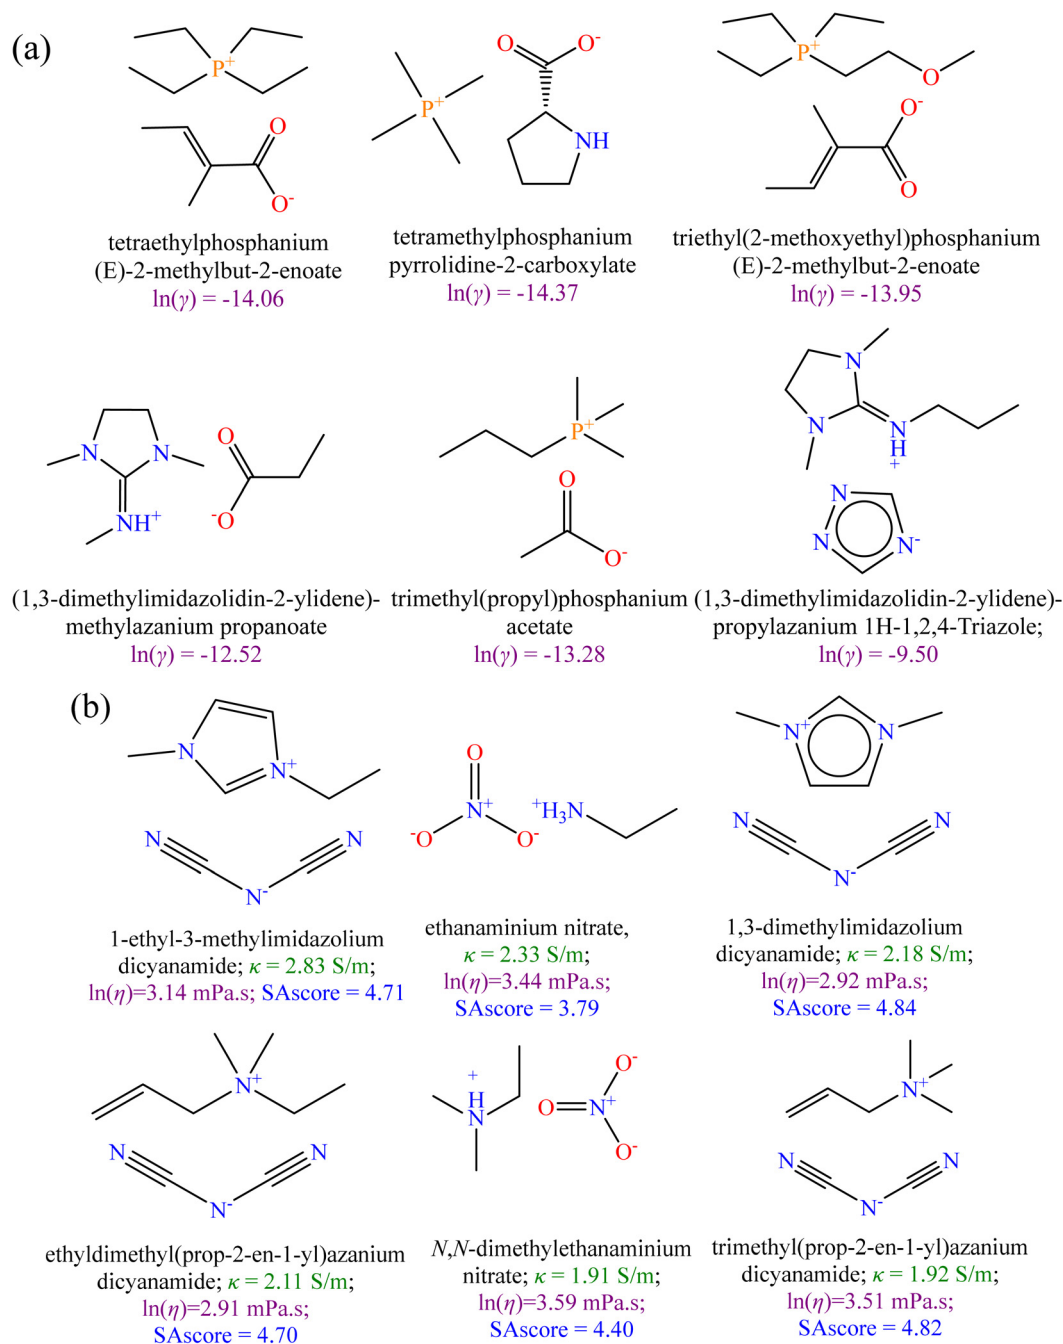 (a)
P+
O
O-
NH
P+
P+
O
O
O-
O-
O
tetraethylphosphanium
(E)-2-methylbut-2-enoate
ln(γ) = -14.06
tetramethylphosphanium
pyrrolidine-2-carboxylate
ln(γ) = -14.37
triethyl(2-methoxyethyl)phosphanium
(E)-2-methylbut-2-enoate
ln(γ) = -13.95
N
N
NH+
O
-O
P+
O
O-
N
N
N
H
+
N
N
N-
(1,3-dimethylimidazolidin-2-ylidene)-
methylazanium propanoate
ln(γ) = -12.52
trimethyl(propyl)phosphanium
acetate
ln(γ) = -13.28
(1,3-dimethylimidazolidin-2-ylidene)-
propylazanium 1H-1,2,4-Triazole;
ln(γ) = -9.50
(b)
N
N+
N
N
N-
O
N+
-O
O-
+H3N
N+
N
N
N
N-
1-ethyl-3-methylimidazolium
dicyanamide; κ = 2.83 S/m;
ln(η)=3.14 mPa.s; SAscore = 4.71
ethanaminium nitrate,
κ = 2.33 S/m;
ln(η)=3.44 mPa.s;
SAscore = 3.79
1,3-dimethylimidazolium
dicyanamide; κ = 2.18 S/m;
ln(η)=2.92 mPa.s;
SAscore = 4.84
N+
N
N
N-
+
H
N
O
N+
O-
O-
N+
N
N
N-
ethyldimethyl(prop-2-en-1-yl)azanium
dicyanamide; κ = 2.11 S/m;
ln(η)=2.91 mPa.s;
SAscore = 4.70
N,N-dimethylethanaminium
nitrate; κ = 1.91 S/m;
ln(η)=3.59 mPa.s;
SAscore = 4.40
trimethyl(prop-2-en-1-yl)azanium
dicyanamide; κ = 1.92 S/m;
ln(η)=3.51 mPa.s;
SAscore = 4.82